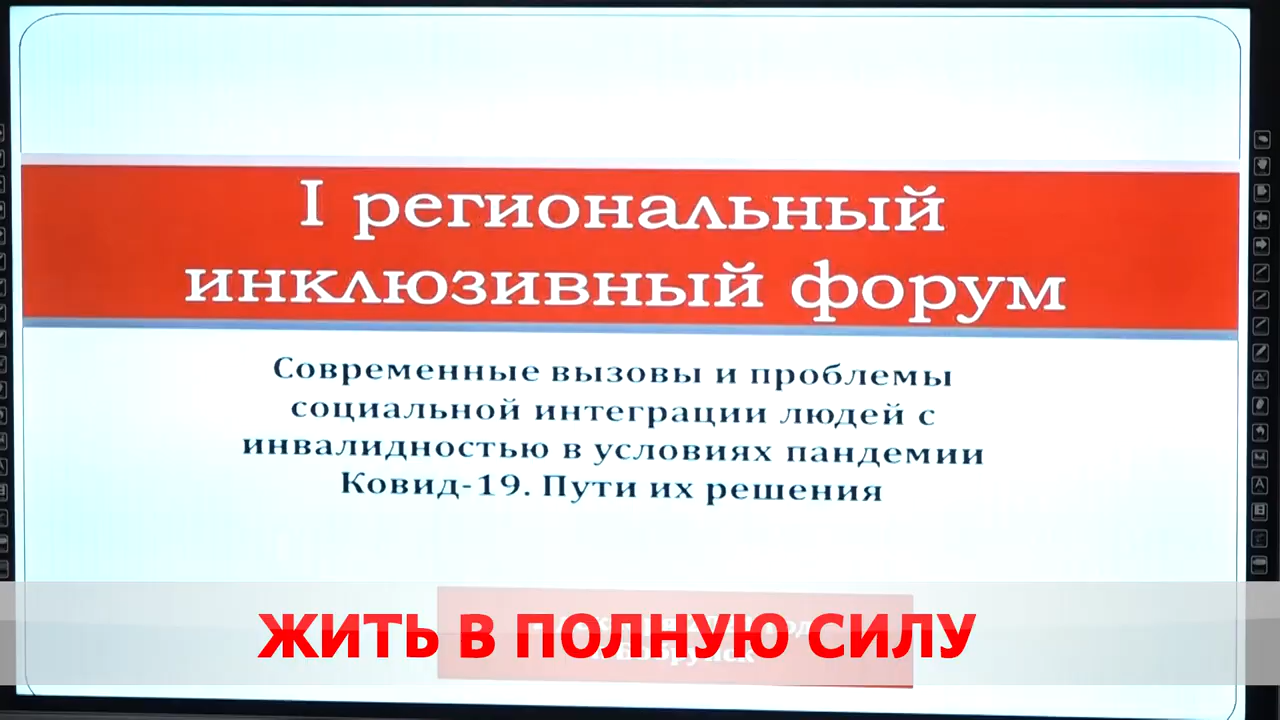 I региональный
инклюзивный форум
Современные вызовы и проблемы
социальной интеграции людей с
инвалидностью в условиях пандемии
Ковид-19. Пути их решения
ЖИТЬ В ПОЛНУЮ СИЛУ